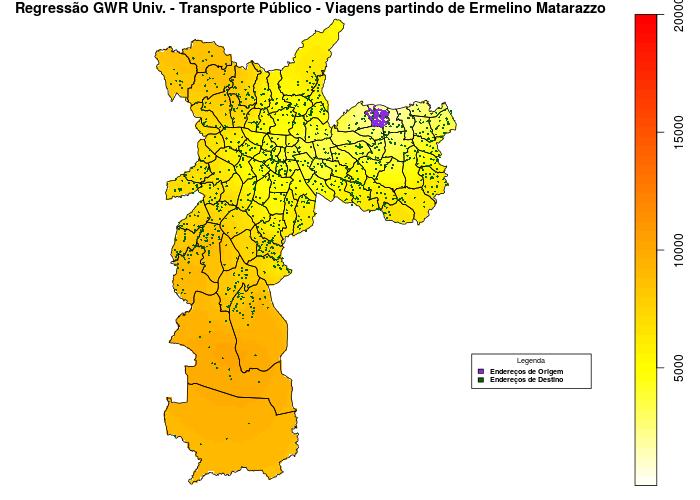 Regressão GWR Univ. - Transporte Público - Viagens partindo de Ermelino Matarazzo
20000
15000
10000
5000
Legenda
Endereços de Origem
Endereços de Destino